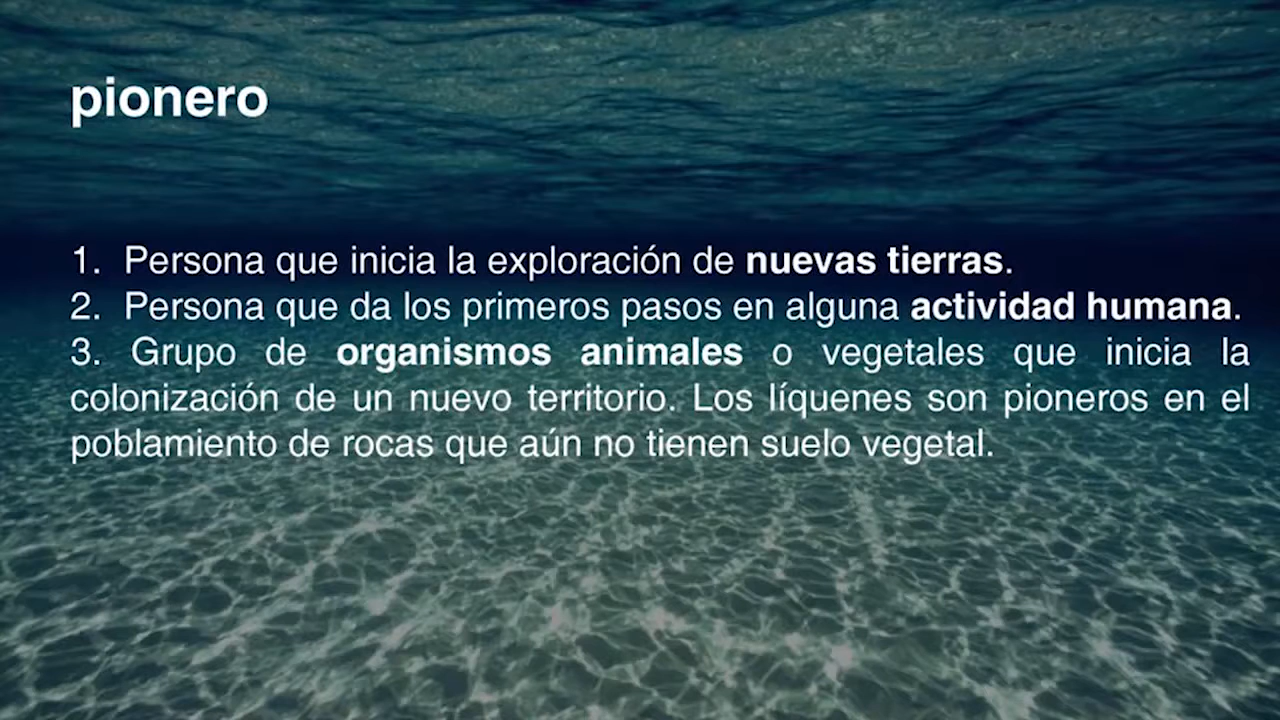 pionero
1. Persona que inicia la exploración de nuevas tierras.
2. Persona que da los primeros pasos en alguna actividad humana.
3. Grupo de organismos animales o vegetales que inicia la
colonización de un nuevo territorio. Los líquenes son pioneros en el
poblamiento de rocas que aún no tienen suelo vegetal.